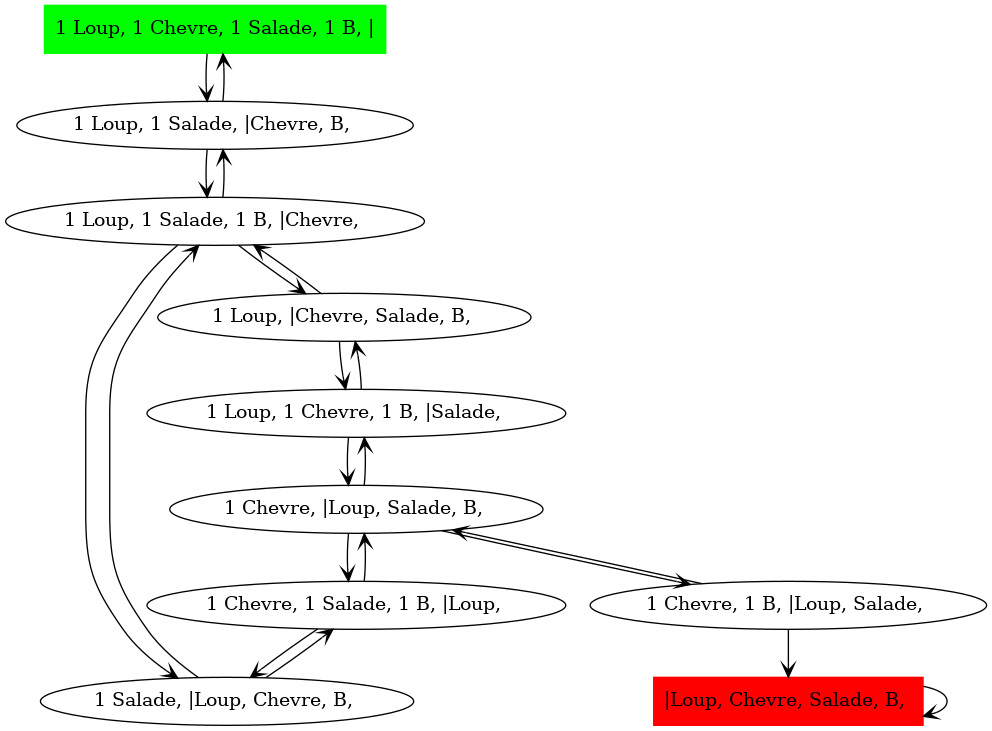 1 Loup, 1 Chevre, 1 Salade, 1 B, |
1 Loup, 1 Salade, |Chevre, B,
1 Loup, 1 Salade, 1 B, |Chevre,
1 Loup, |Chevre, Salade, B,
1 Loup, 1 Chevre, 1 B, |Salade,
1 Chevre, |Loup, Salade, B,
1 Chevre, 1 Salade, 1 B, |Loup,
1 Chevre, 1 B, |Loup, Salade,
1 Salade, |Loup, Chevre, B,
|Loup, Chevre, Salade, B,